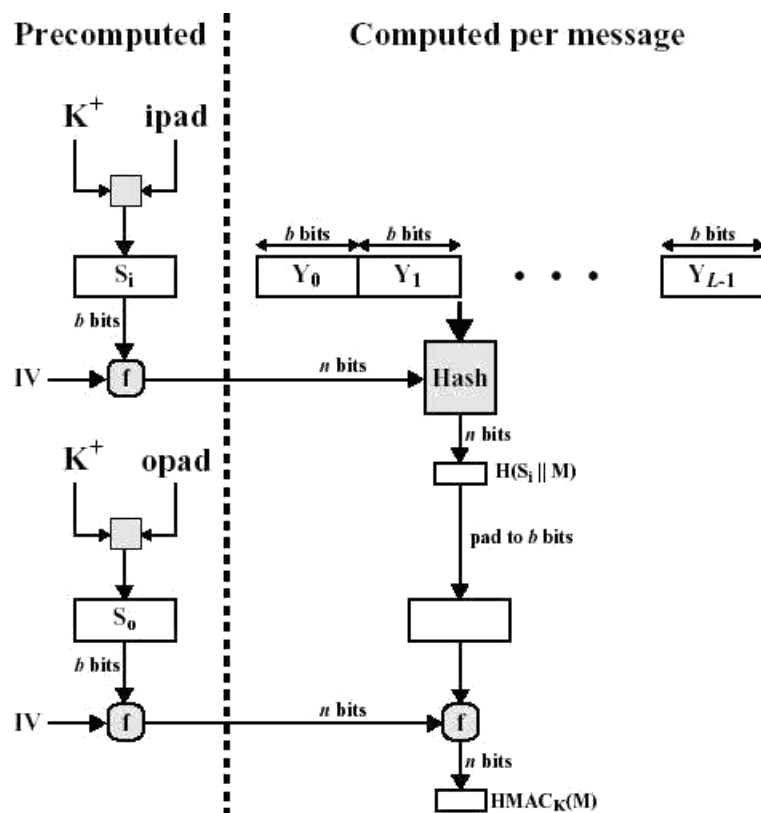 Precomputed
Computed per message
K+ ipad
b bits b bits b bits
Si
Y0 Y1 • • • YL-1
b bits
IV f n bits Hash
n bits
K+ opad
H(Si || M)
pad to b bits
So
b bits
IV f n bits f
n bits
HMACK(M)